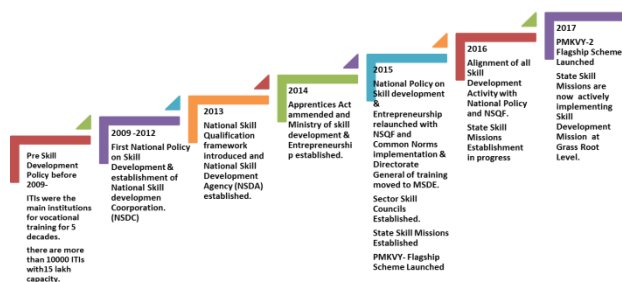 Pre Skill
Development
Policy before
2009-
ITIs were the
main institutions
for vocational
training for 5
decades.
there are more
than 10000 ITIs
with15 lakh
capacity.
2009 -2012
First National Policy
on Skill
Development &
establishment of
National Skill
developmen
Coorporation.
(NSDC)
2013
National Skill
Qualification
framework
introduced and
National Skill
Development
Agency (NSDA)
established.
2014
Apprentices Act
ammended and
Ministry of skill
development &
Entrepreneurshi
p established.
2015
National Policy on
Skill development
&
Entrepreneurship
relaunched with
NSQF and
Common Norms
implementation &
Directorate
General of training
moved to MSDE.
Sector Skill
Councils
Established.
State Skill Missions
Established
PMKVY- Flagship
Scheme Launched
2016
Alignment of all
Skill
Development
Activity with
National Policy
and NSQF.
State Skill
Missions
Establishment
in progress
2017
PMKVY-2
Flagship Scheme
Launched
State Skill
Missions are now
actively
implementing
Skill
Development
Mission at
Grass Root
Level.